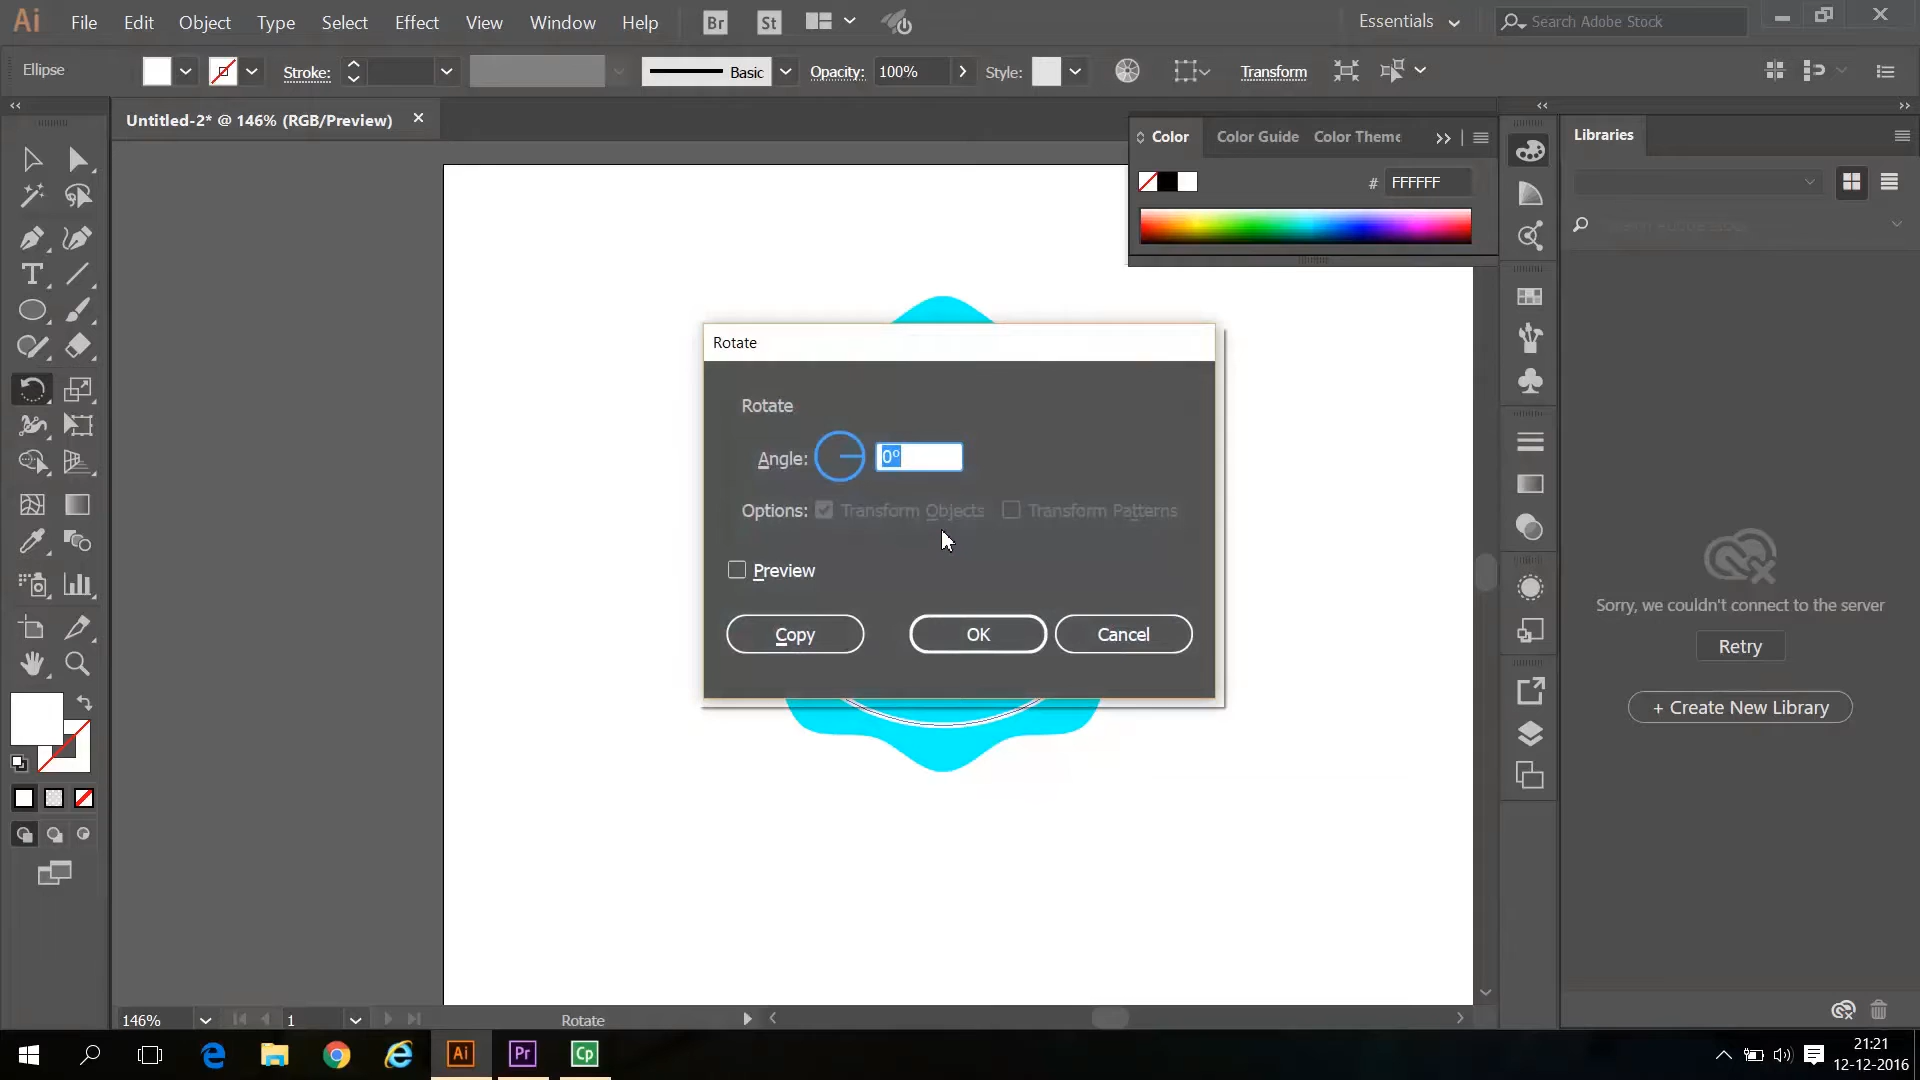 Ai File Edit Object Type Select Effect View Window Help Br St Essentials Search Adobe Stock
Ellipse Stroke: Basic Opacity: 100% Style: Transform
Untitled-2* @ 146% (RGB/Preview)
Color Color Guide Color Theme
# FFFFFF
Libraries
Rotate
Rotate
Angle: 0°
Options: Transform Objects Transform Patterns
Preview
Copy OK Cancel
Sorry, we couldn't connect to the server
Retry
+ Create New Library
146% 1 Rotate
Ai Pr Cp
21:21
12-12-2016